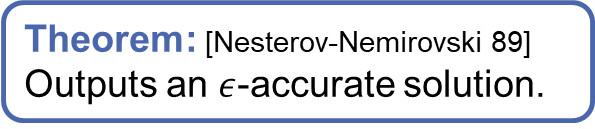 Theorem: [Nesterov-Nemirovski 89]
Outputs an ϵ-accurate solution.